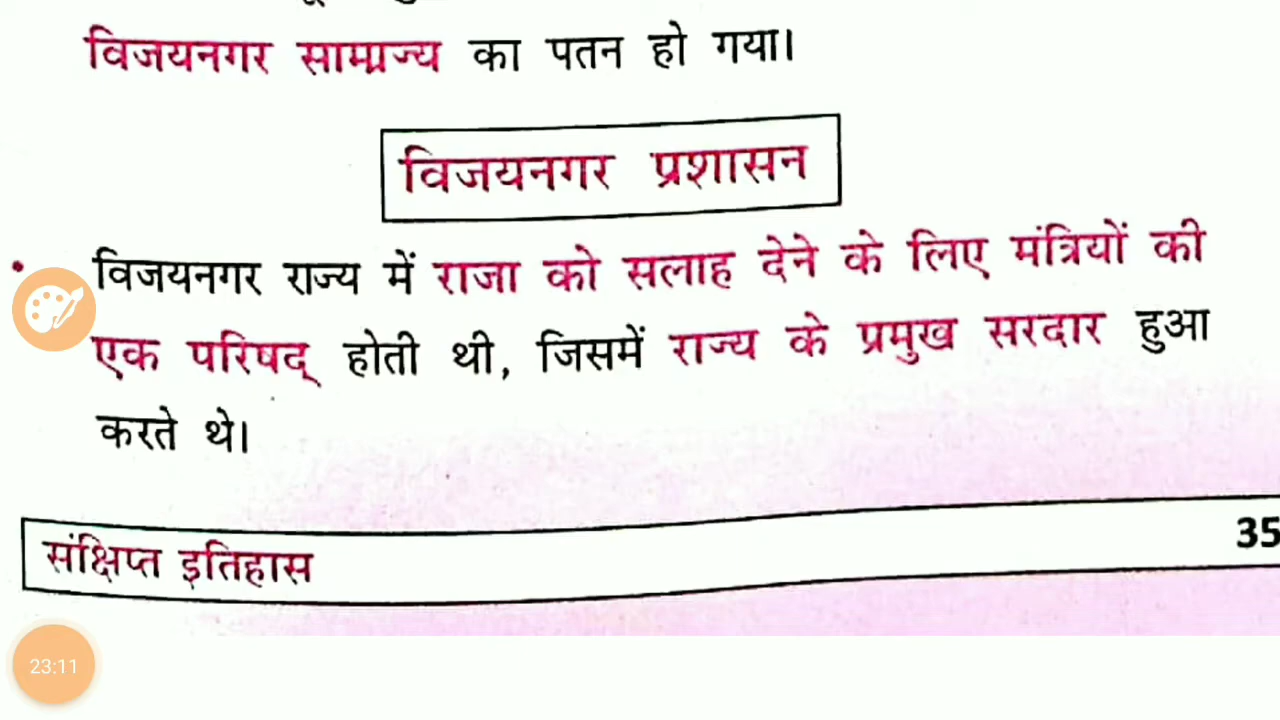 विजयनगर साम्राज्य का पतन हो गया।
विजयनगर प्रशासन
विजयनगर राज्य में राजा को सलाह देने के लिए मंत्रियों की
एक परिषद् होती थी, जिसमें राज्य के प्रमुख सरदार हुआ
करते थे।
संक्षिप्त इतिहास
35
23:11